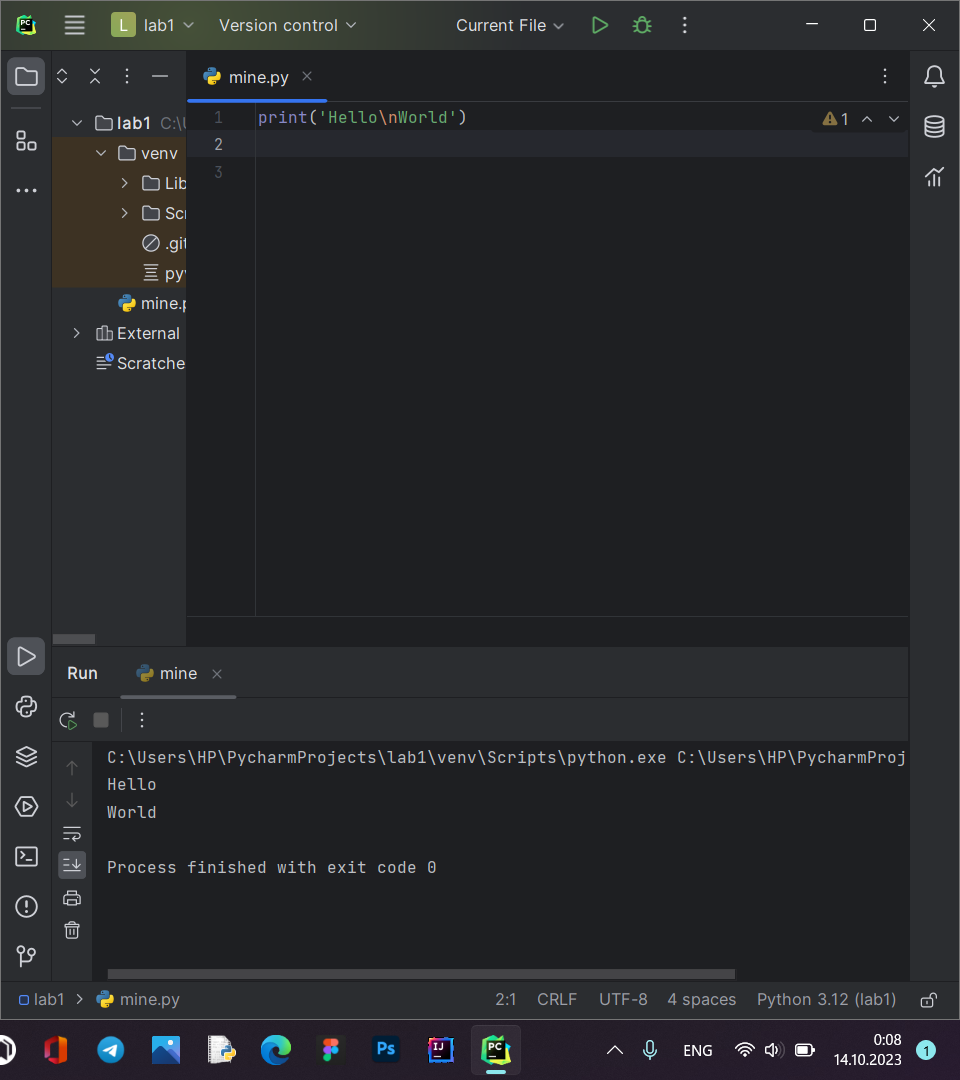 L lab1 Version control Current File
mine.py
lab1 C:\U
venv
Lib
Scr
.git
pyv
mine.p
External
Scratche
1 print('Hello\nWorld')
1
2
3
Run mine
C:\Users\HP\PycharmProjects\lab1\venv\Scripts\python.exe C:\Users\HP\PycharmProj
Hello
World
Process finished with exit code 0
lab1 > mine.py 2:1 CRLF UTF-8 4 spaces Python 3.12 (lab1)
Ps IJ PC ENG 0:08
14.10.2023 1